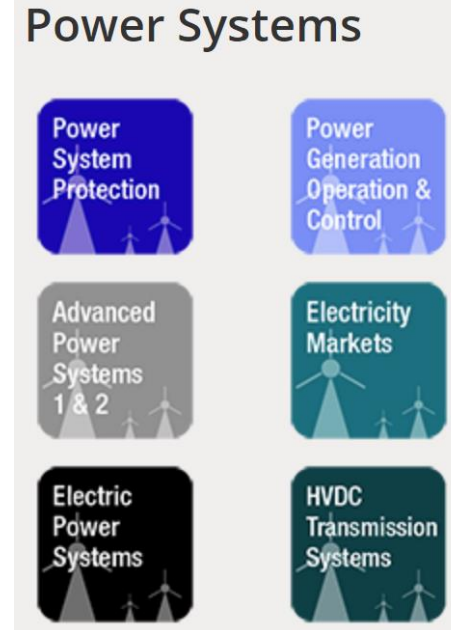 Power Systems
Power
System
Protection
Power
Generation
Operation &
Control
Advanced
Power
Systems
1 & 2
Electricity
Markets
Electric
Power
Systems
HVDC
Transmission
Systems